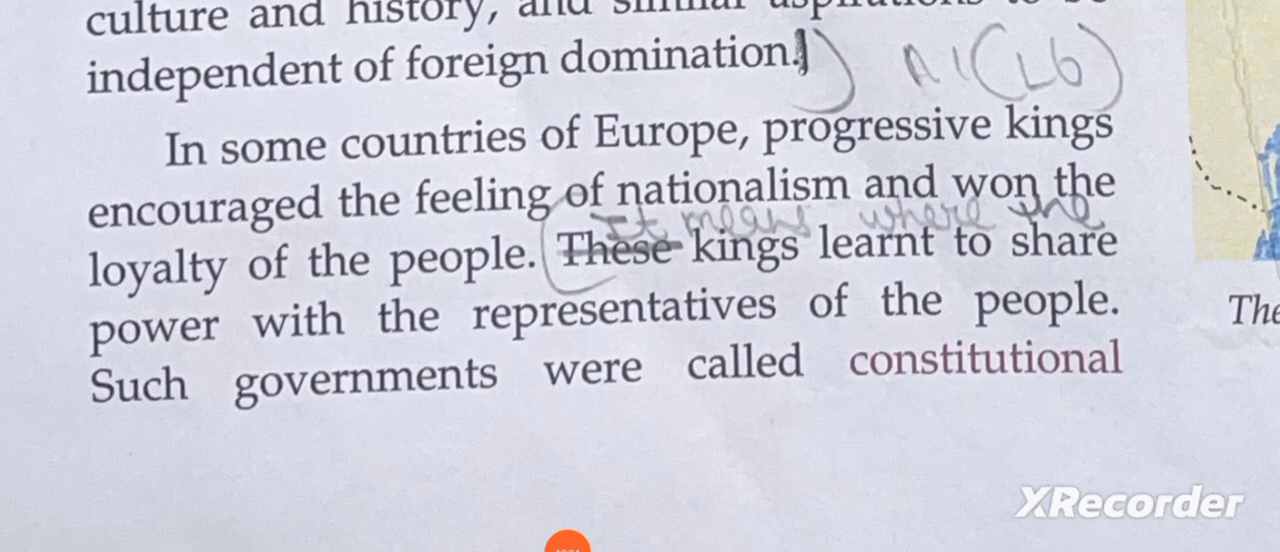 culture and history, and similar aspirations to be
independent of foreign domination.) A1(L6)
In some countries of Europe, progressive kings
encouraged the feeling of nationalism and won the
It means where the
loyalty of the people. (These kings learnt to share
power with the representatives of the people.
The
Such governments were called constitutional
XRecorder